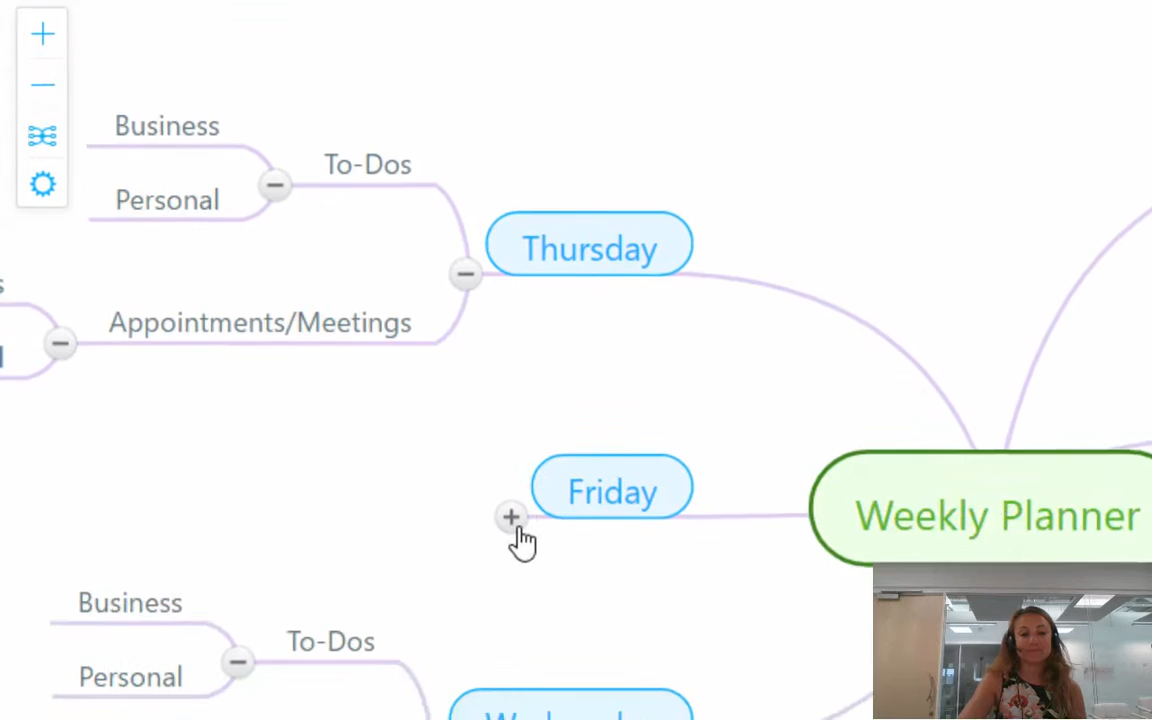 Business
To-Dos
Personal
Thursday
Appointments/Meetings
Friday
Weekly Planner
Business
To-Dos
Personal